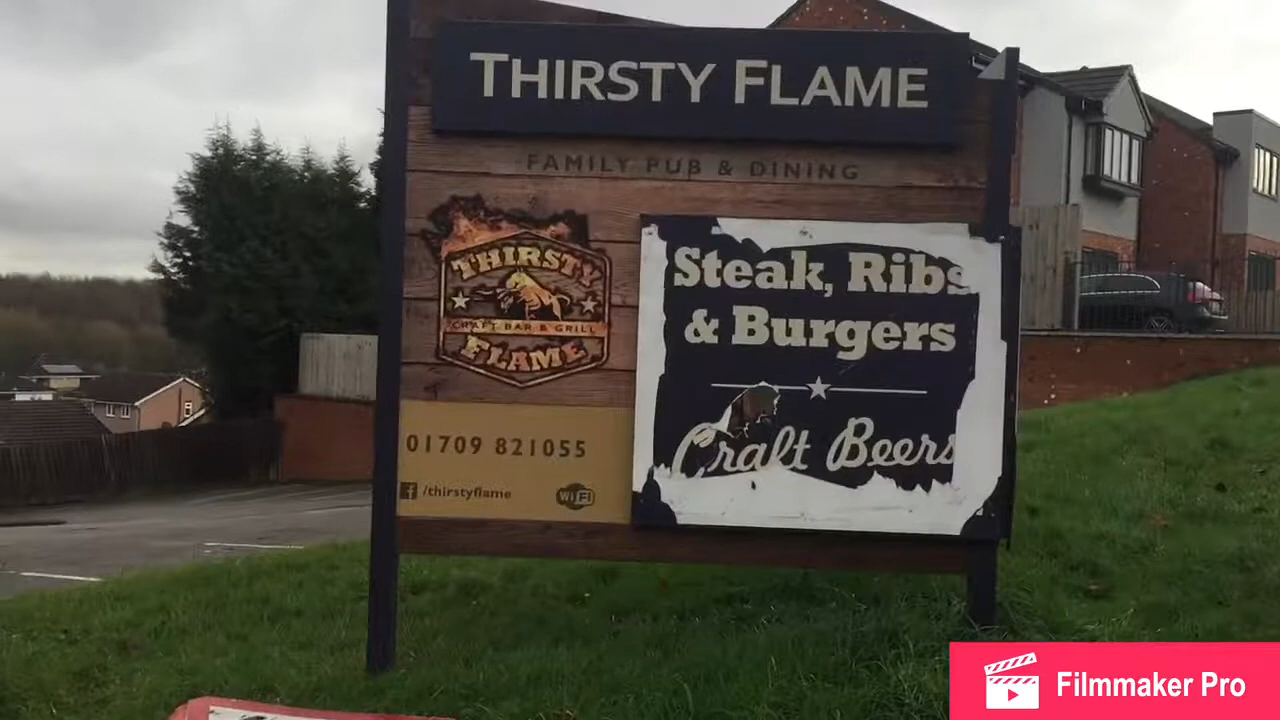 THIRSTY FLAME
FAMILY PUB & DINING
THIRSTY
CRAFT BAR & GRILL
FLAME
Steak, Ribs
& Burgers
Craft Beers
01709 821055
f /thirstyflame
WiFi
Filmmaker Pro